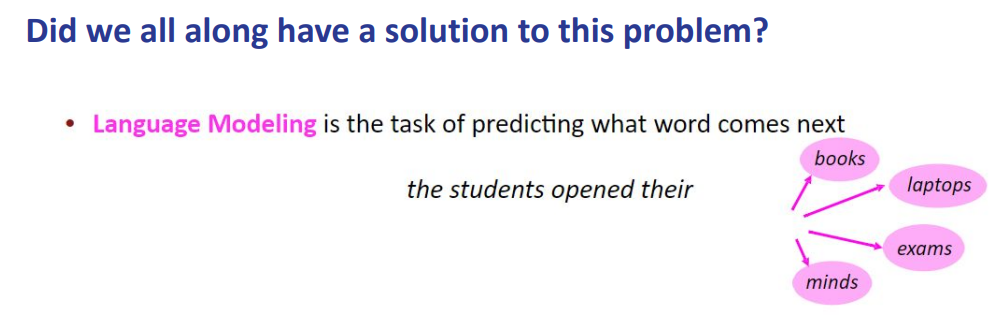 Did we all along have a solution to this problem?
• Language Modeling is the task of predicting what word comes next
books
the students opened their
laptops
exams
minds